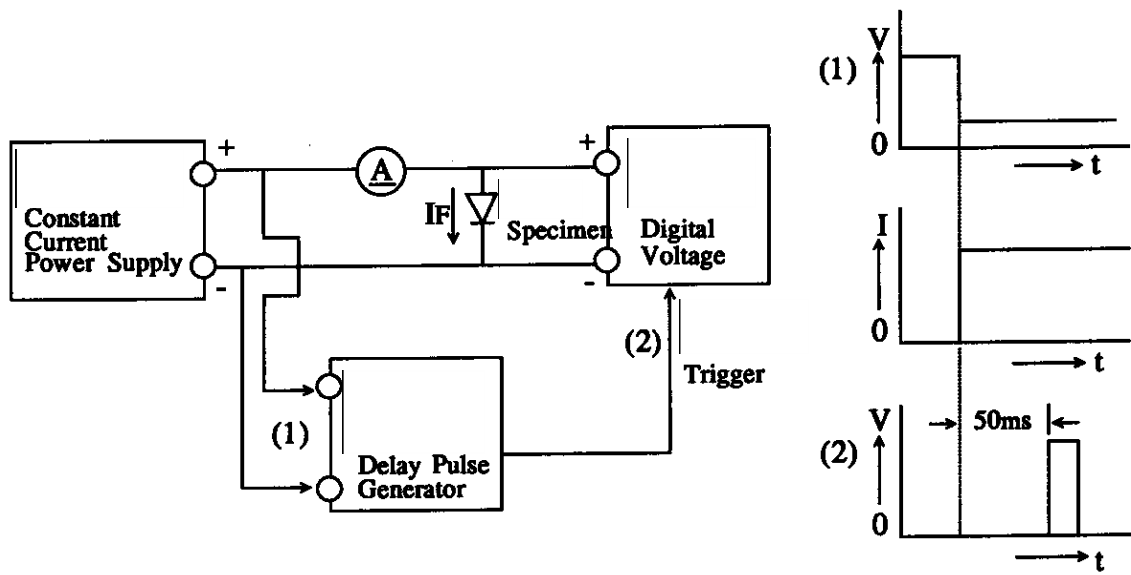 Constant
Current
Power Supply
+
-
A
IF
Specimen
+
-
Digital
Voltage
(2)
Trigger
(1)
Delay Pulse
Generator
(1)
V
0
t
I
0
t
(2)
V
0
50ms
t